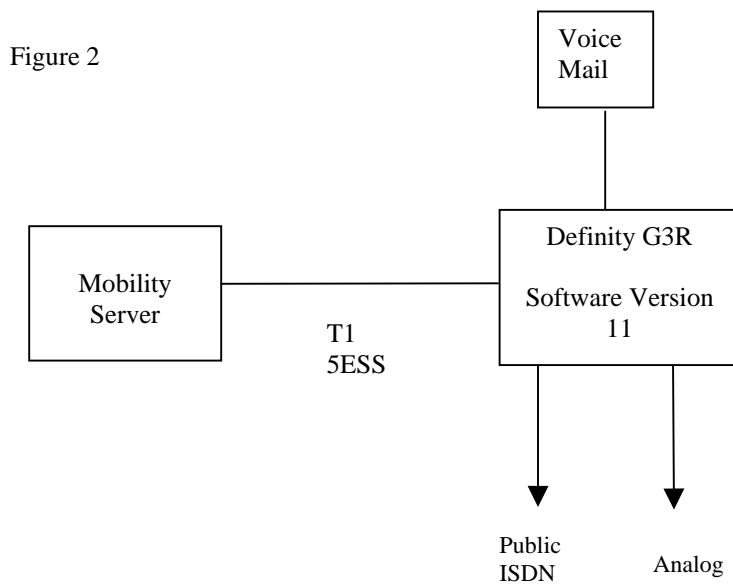 Figure 2
Voice
Mail
Definity G3R
Software Version
11
Mobility
Server
T1
5ESS
Public
ISDN
Analog